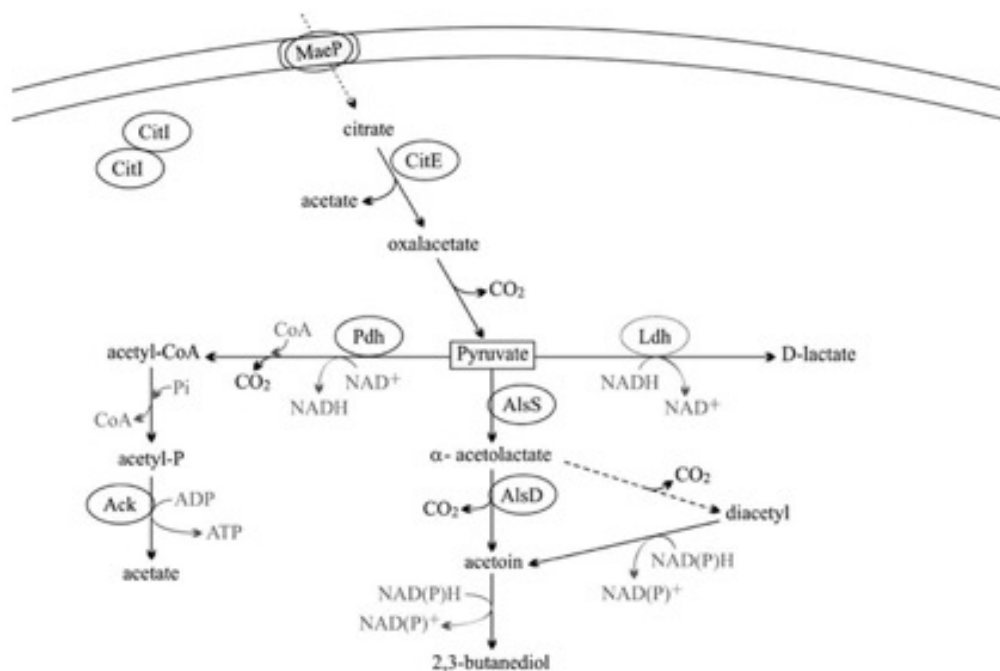 MaeP
citrate
CitI
CitI
CitE
acetate
oxalacetate
CO₂
acetyl-CoA
CoA
Pdh
Pyruvate
Ldh
D-lactate
CO₂
NADH
NAD⁺
NADH
NAD⁺
Pi
CoA
AlsS
acetyl-P
α- acetolactate
CO₂
Ack
ADP
ATP
CO₂
AlsD
diacetyl
acetate
acetoin
NAD(P)H
NAD(P)⁺
NAD(P)H
NAD(P)⁺
2,3-butanediol